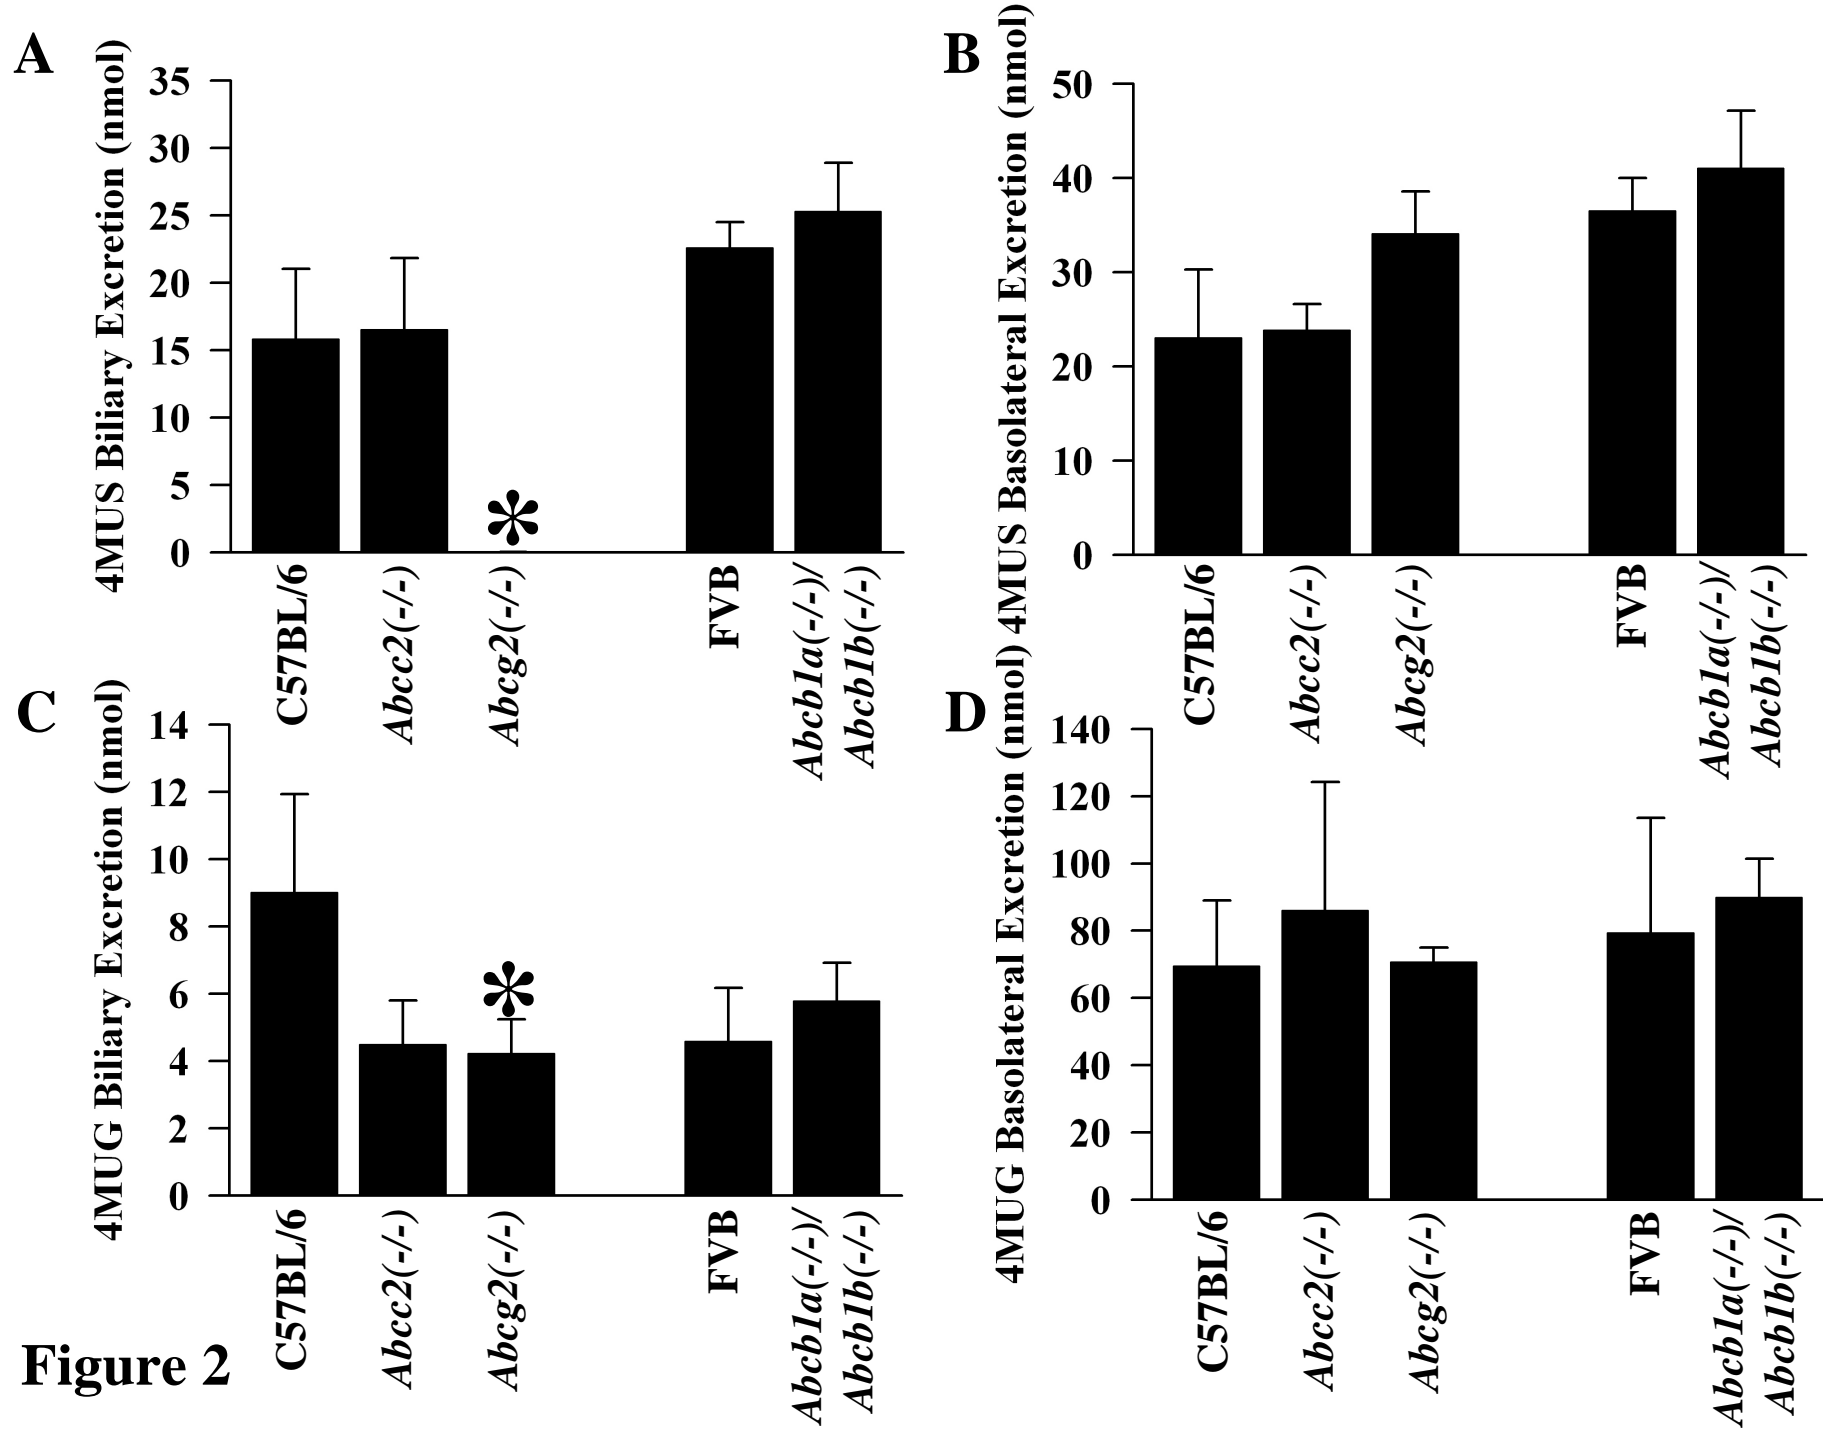 A
4MUS Biliary Excretion (nmol)
35
30
25
20
15
10
5
0
*
C57BL/6
Abcc2(-/-)
Abcg2(-/-)
FVB
Abcb1a(-/-)/
Abcb1b(-/-)
B
4MUS Basolateral Excretion (nmol)
50
40
30
20
10
0
C57BL/6
Abcc2(-/-)
Abcg2(-/-)
FVB
Abcb1a(-/-)/
Abcb1b(-/-)
C
4MUG Biliary Excretion (nmol)
14
12
10
8
6
4
2
0
*
C57BL/6
Abcc2(-/-)
Abcg2(-/-)
FVB
Abcb1a(-/-)/
Abcb1b(-/-)
D
4MUG Basolateral Excretion (nmol)
140
120
100
80
60
40
20
0
C57BL/6
Abcc2(-/-)
Abcg2(-/-)
FVB
Abcb1a(-/-)/
Abcb1b(-/-)
Figure 2